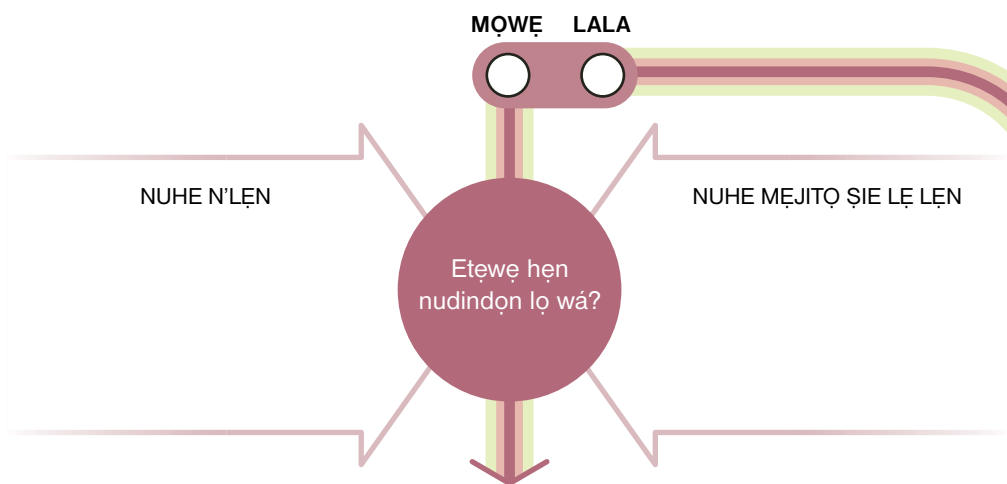 MỌWẸ LALA
NUHE N'LẸN
NUHE MẸJITỌ ṢIE LẸ LẸN
Etẹwẹ hẹn
nudindọn lọ wá?